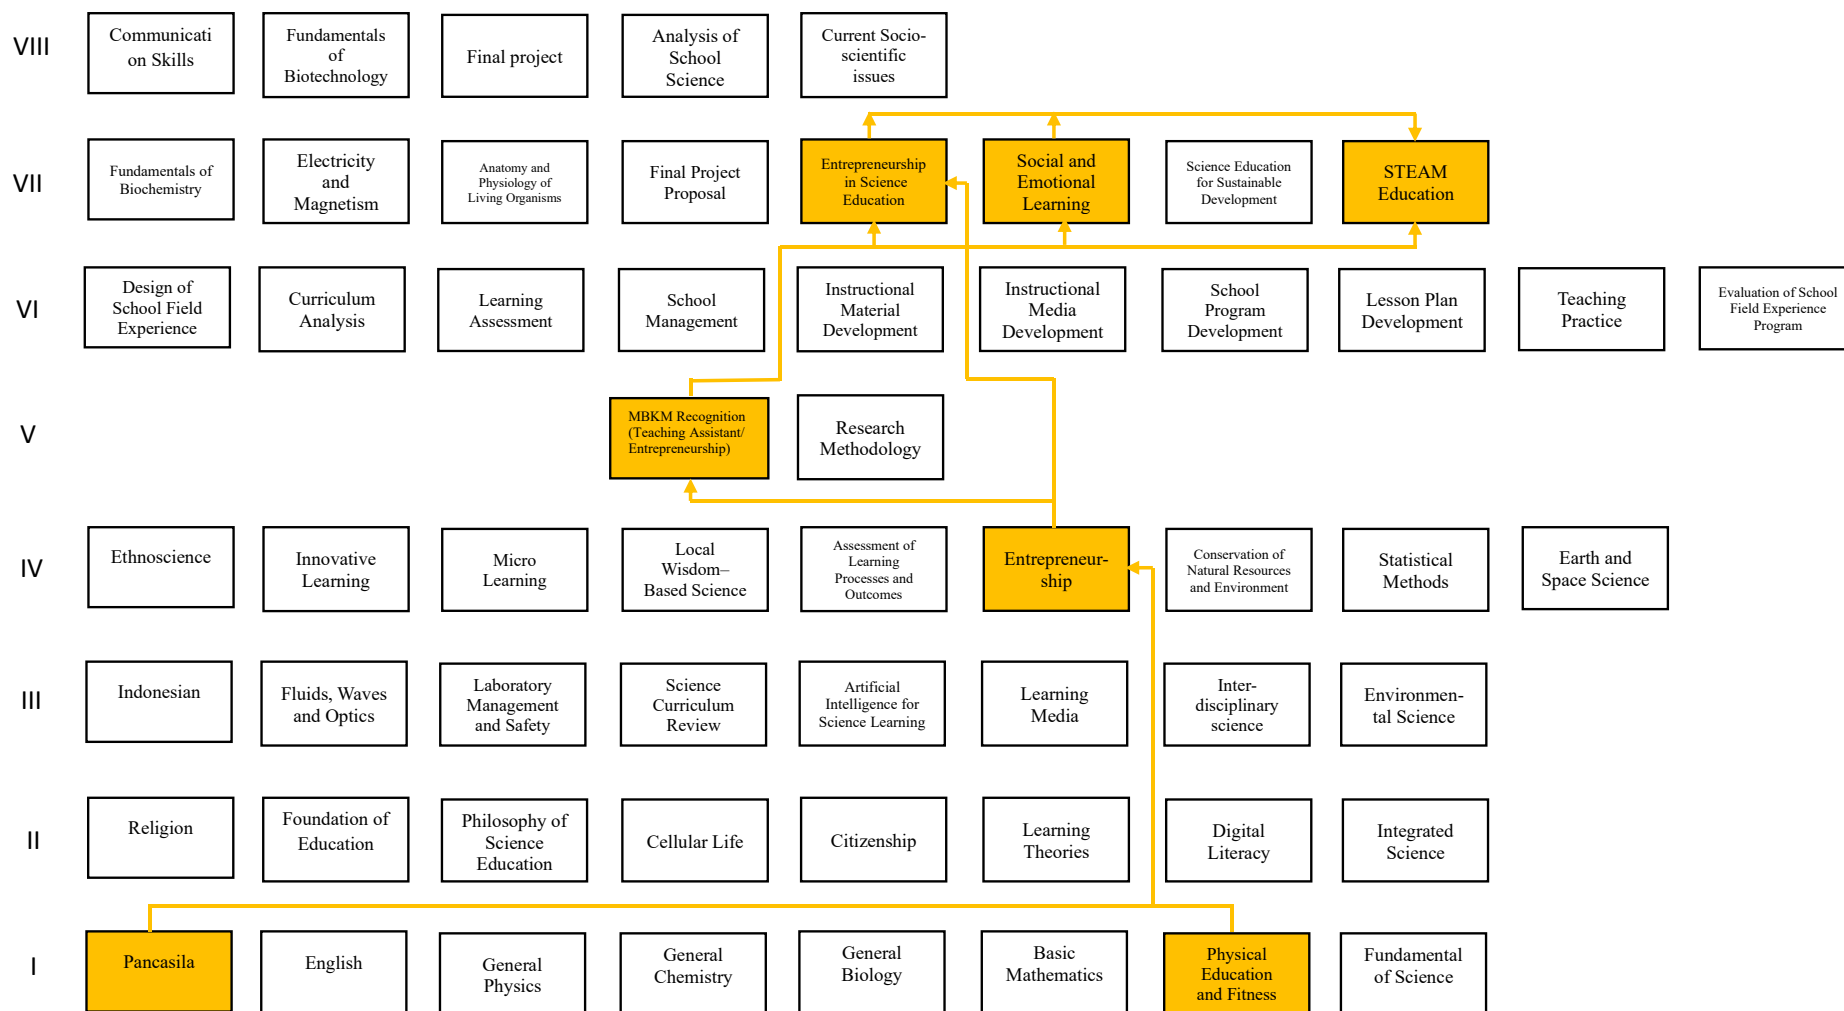 VIII
Communicati
on Skills
Fundamentals
of
Biotechnology
Final project
Analysis of
School
Science
Current Socio-
scientific
issues
VII
Fundamentals of
Biochemistry
Electricity
and
Magnetism
Anatomy and
Physiology of
Living Organisms
Final Project
Proposal
Entrepreneurship
in Science
Education
Social and
Emotional
Learning
Science Education
for Sustainable
Development
STEAM
Education
VI
Design of
School Field
Experience
Curriculum
Analysis
Learning
Assessment
School
Management
Instructional
Material
Development
Instructional
Media
Development
School
Program
Development
Lesson Plan
Development
Teaching
Practice
Evaluation of School
Field Experience
Program
V
MBKM Recognition
(Teaching Assistant/
Entrepreneurship)
Research
Methodology
IV
Ethnoscience
Innovative
Learning
Micro
Learning
Local
Wisdom–
Based Science
Assessment of
Learning
Processes and
Outcomes
Entrepreneur-
ship
Conservation of
Natural Resources
and Environment
Statistical
Methods
Earth and
Space Science
III
Indonesian
Fluids, Waves
and Optics
Laboratory
Management
and Safety
Science
Curriculum
Review
Artificial
Intelligence for
Science Learning
Learning
Media
Inter-
disciplinary
science
Environmen-
tal Science
II
Religion
Foundation of
Education
Philosophy of
Science
Education
Cellular Life
Citizenship
Learning
Theories
Digital
Literacy
Integrated
Science
I
Pancasila
English
General
Physics
General
Chemistry
General
Biology
Basic
Mathematics
Physical
Education
and Fitness
Fundamental
of Science